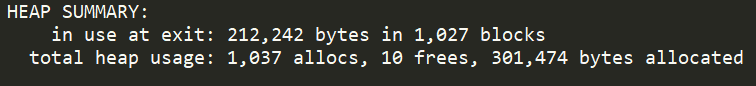 HEAP SUMMARY:
in use at exit: 212,242 bytes in 1,027 blocks
total heap usage: 1,037 allocs, 10 frees, 301,474 bytes allocated